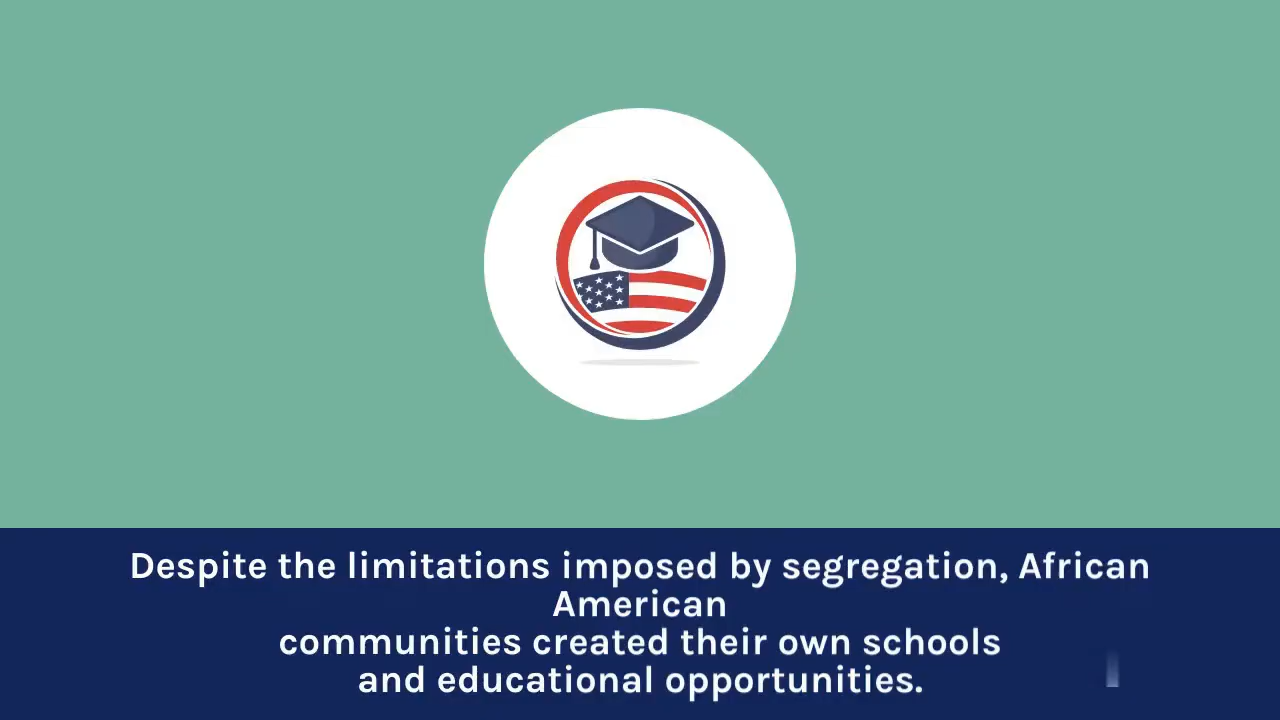 Despite the limitations imposed by segregation, African
American
communities created their own schools
and educational opportunities.